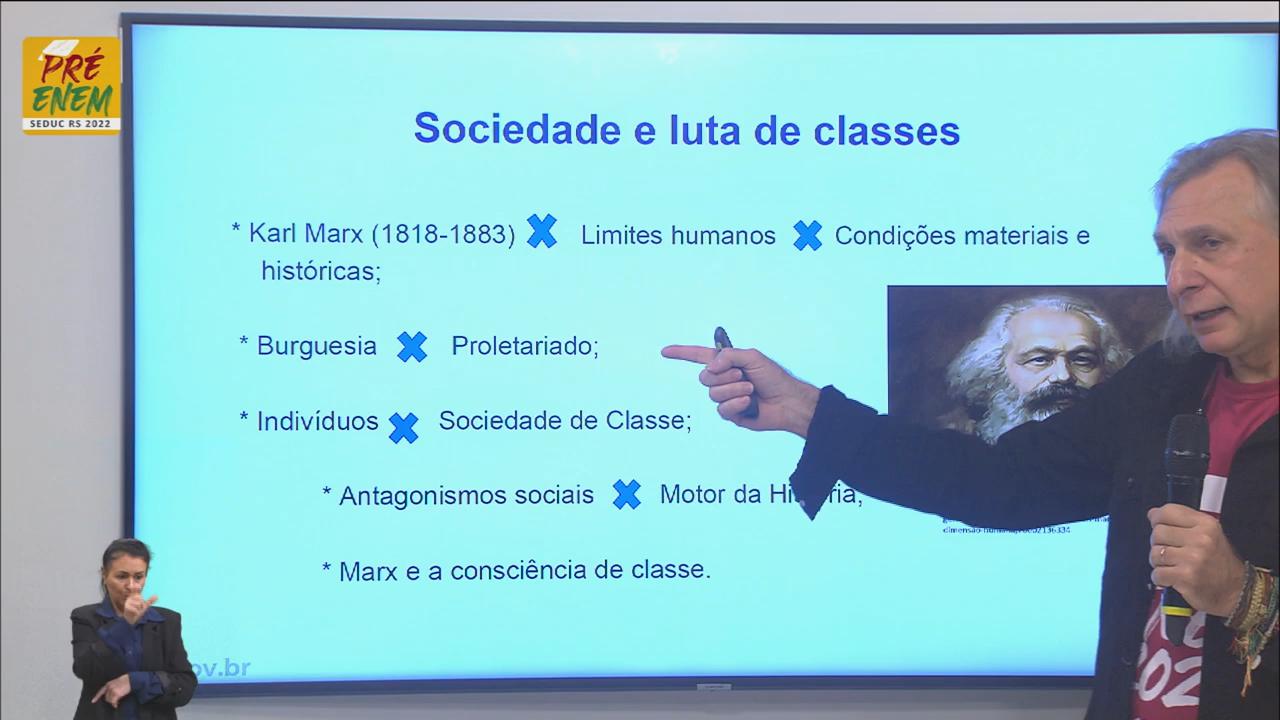 PRÉ
ENEM
SEDUC RS 2022
Sociedade e luta de classes
* Karl Marx (1818-1883) Limites humanos Condições materiais e
históricas;
* Burguesia Proletariado;
* Indivíduos Sociedade de Classe;
* Antagonismos sociais Motor da
* Marx e a consciência de classe.
ov.br